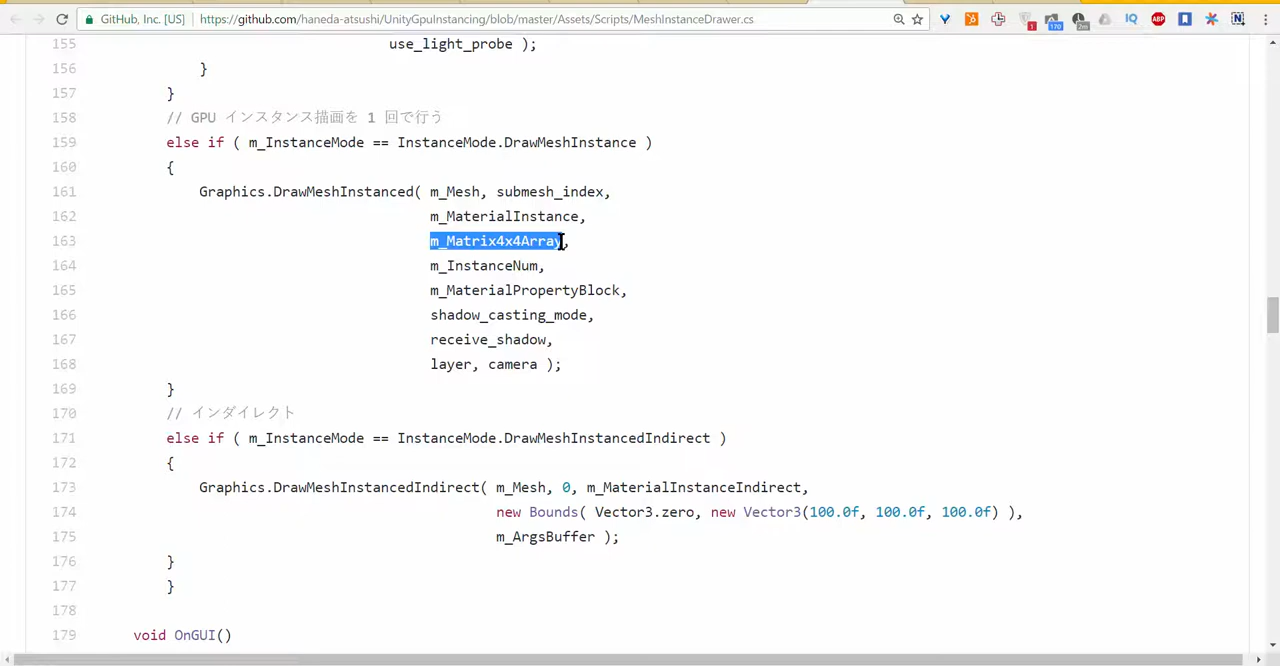 GitHub, Inc. [US] https://github.com/haneda-atsushi/UnityGpuInstancing/blob/master/Assets/Scripts/MeshInstanceDrawer.cs
1 170 2m IQ ABP N
155 use_light_probe );
156 }
157 }
158 // GPU インスタンス描画を 1 回で行う
159 else if ( m_InstanceMode == InstanceMode.DrawMeshInstance )
160 {
161 Graphics.DrawMeshInstanced( m_Mesh, submesh_index,
162 m_MaterialInstance,
163 m_Matrix4x4Array,
164 m_InstanceNum,
165 m_MaterialPropertyBlock,
166 shadow_casting_mode,
167 receive_shadow,
168 layer, camera );
169 }
170 // インダイレクト
171 else if ( m_InstanceMode == InstanceMode.DrawMeshInstancedIndirect )
172 {
173 Graphics.DrawMeshInstancedIndirect( m_Mesh, 0, m_MaterialInstanceIndirect,
174 new Bounds( Vector3.zero, new Vector3(100.0f, 100.0f, 100.0f) ),
175 m_ArgsBuffer );
176 }
177 }
178
179 void OnGUI()